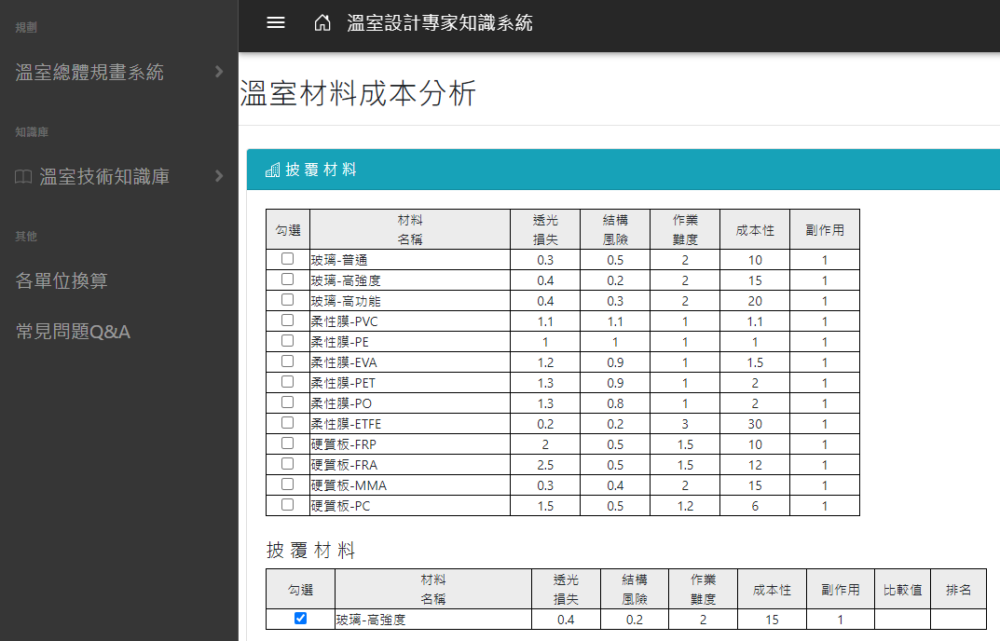 規劃
溫室總體規畫系統
知識庫
溫室技術知識庫
其他
各單位換算
常見問題Q&A
溫室設計專家知識系統
溫室材料成本分析
披覆材料
勾選 材料名稱 透光損失 結構風險 作業難度 成本性 副作用
玻璃-普通 0.3 0.5 2 10 1
玻璃-高強度 0.4 0.2 2 15 1
玻璃-高功能 0.4 0.3 2 20 1
柔性膜-PVC 1.1 1.1 1 1.1 1
柔性膜-PE 1 1 1 1 1
柔性膜-EVA 1.2 0.9 1 1.5 1
柔性膜-PET 1.3 0.9 1 2 1
柔性膜-PO 1.3 0.8 1 2 1
柔性膜-ETFE 0.2 0.2 3 30 1
硬質板-FRP 2 0.5 1.5 10 1
硬質板-FRA 2.5 0.5 1.5 12 1
硬質板-MMA 0.3 0.4 2 15 1
硬質板-PC 1.5 0.5 1.2 6 1
披覆材料
勾選 材料名稱 透光損失 結構風險 作業難度 成本性 副作用 比較值 排名
玻璃-高強度 0.4 0.2 2 15 1